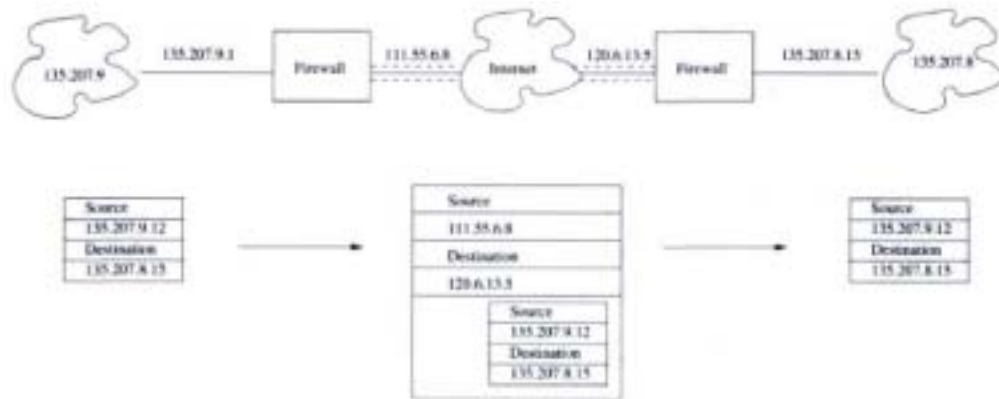 135.207.9
135.207.9.1
Firewall
111.55.6.8
Internet
120.6.13.5
Firewall
135.207.8.15
135.207.8
Source
135.207.9.12
Destination
135.207.8.15
Source
111.55.6.8
Destination
120.6.13.5
Source
135.207.9.12
Destination
135.207.8.15
Source
135.207.9.12
Destination
135.207.8.15